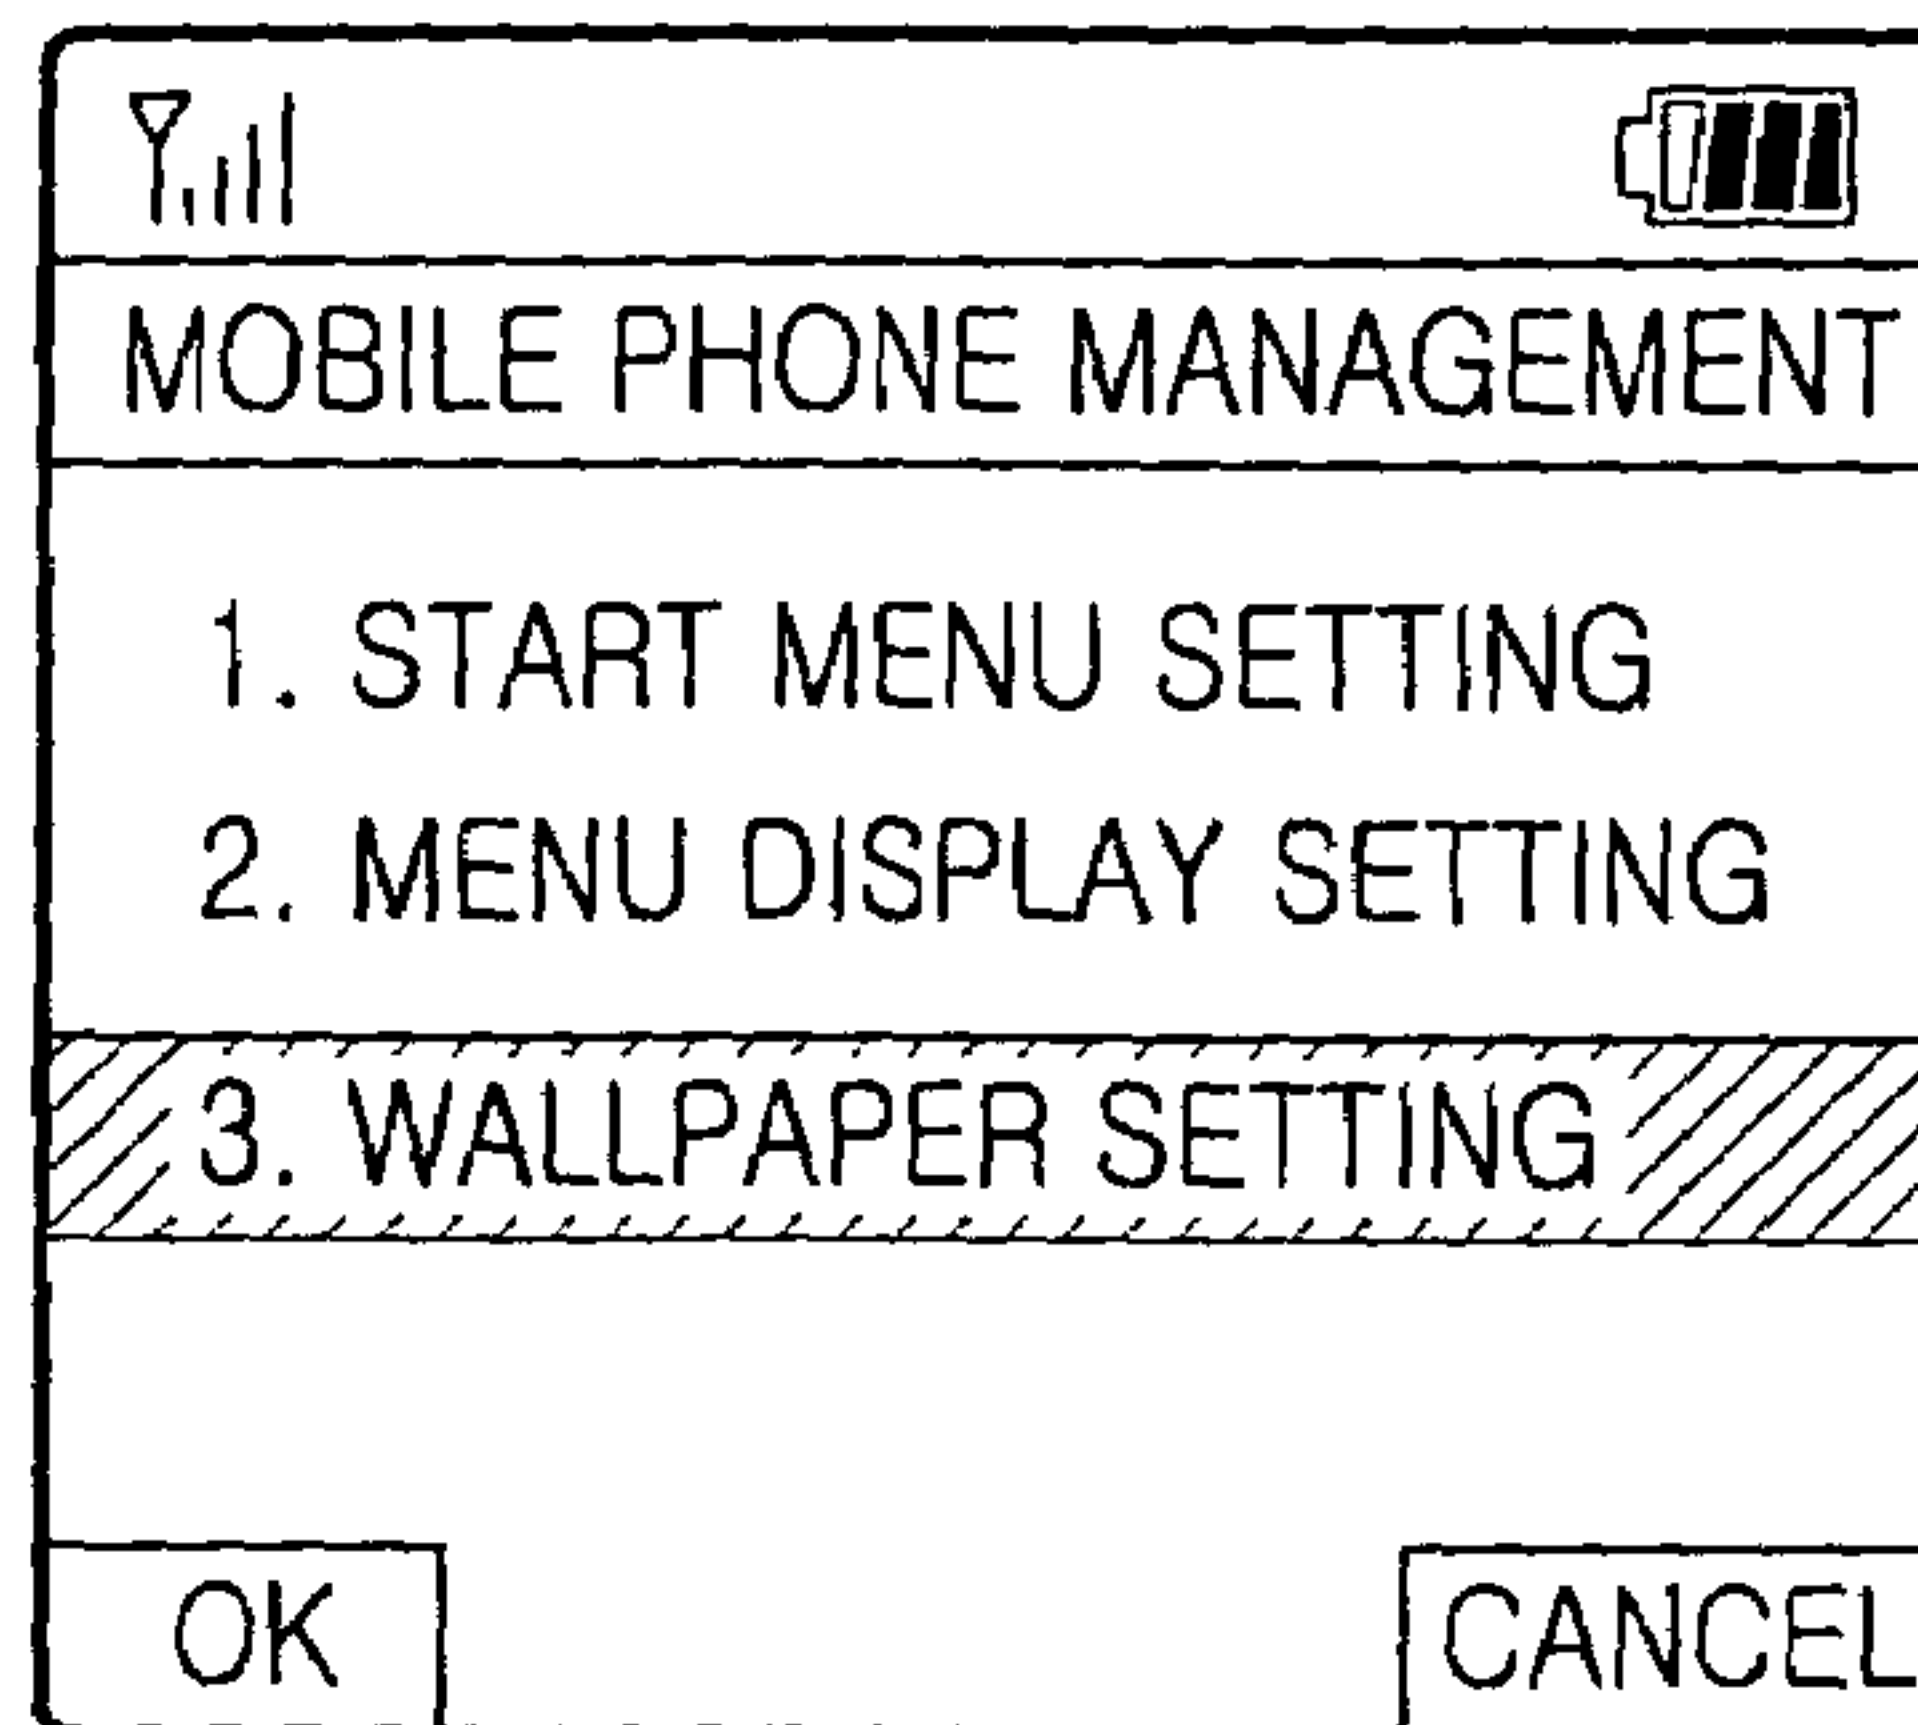 MOBILE PHONE MANAGEMENT
1. START MENU SETTING
2. MENU DISPLAY SETTING
3. WALLPAPER SETTING
OK
CANCEL